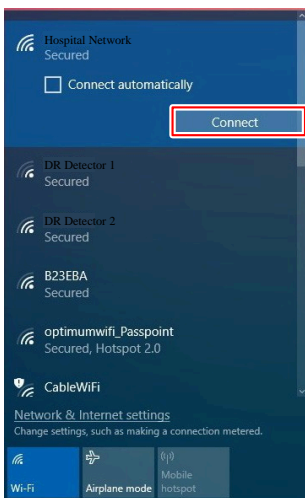 Hospital Network
Secured
Connect automatically
Connect
DR Detector 1
Secured
DR Detector 2
Secured
B23EBA
Secured
optimumwifi_Passpoint
Secured, Hotspot 2.0
CableWiFi
Network & Internet settings
Change settings, such as making a connection metered.
Wi-Fi
Airplane mode
Mobile
hotspot